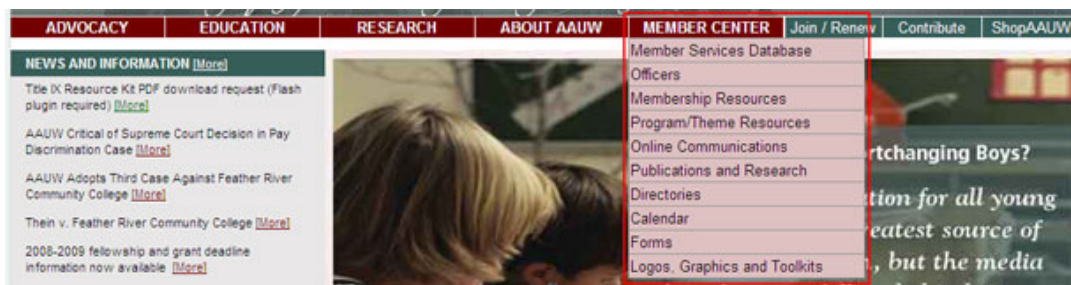 ADVOCACY EDUCATION RESEARCH ABOUT AAUW MEMBER CENTER Join / Renew Contribute ShopAAUW
NEWS AND INFORMATION [More]
Title IX Resource Kit PDF download request (Flash
plugin required) [More]
AAUW Critical of Supreme Court Decision in Pay
Discrimination Case [More]
AAUW Adopts Third Case Against Feather River
Community College [More]
Thein v. Feather River Community College [More]
2008-2009 fellowship and grant deadline
information now available [More]
Member Services Database
Officers
Membership Resources
Program/Theme Resources
Online Communications
Publications and Research
Directories
Calendar
Forms
Logos, Graphics and Toolkits
rtchanging Boys?
tion for all young
eatest source of
, but the media